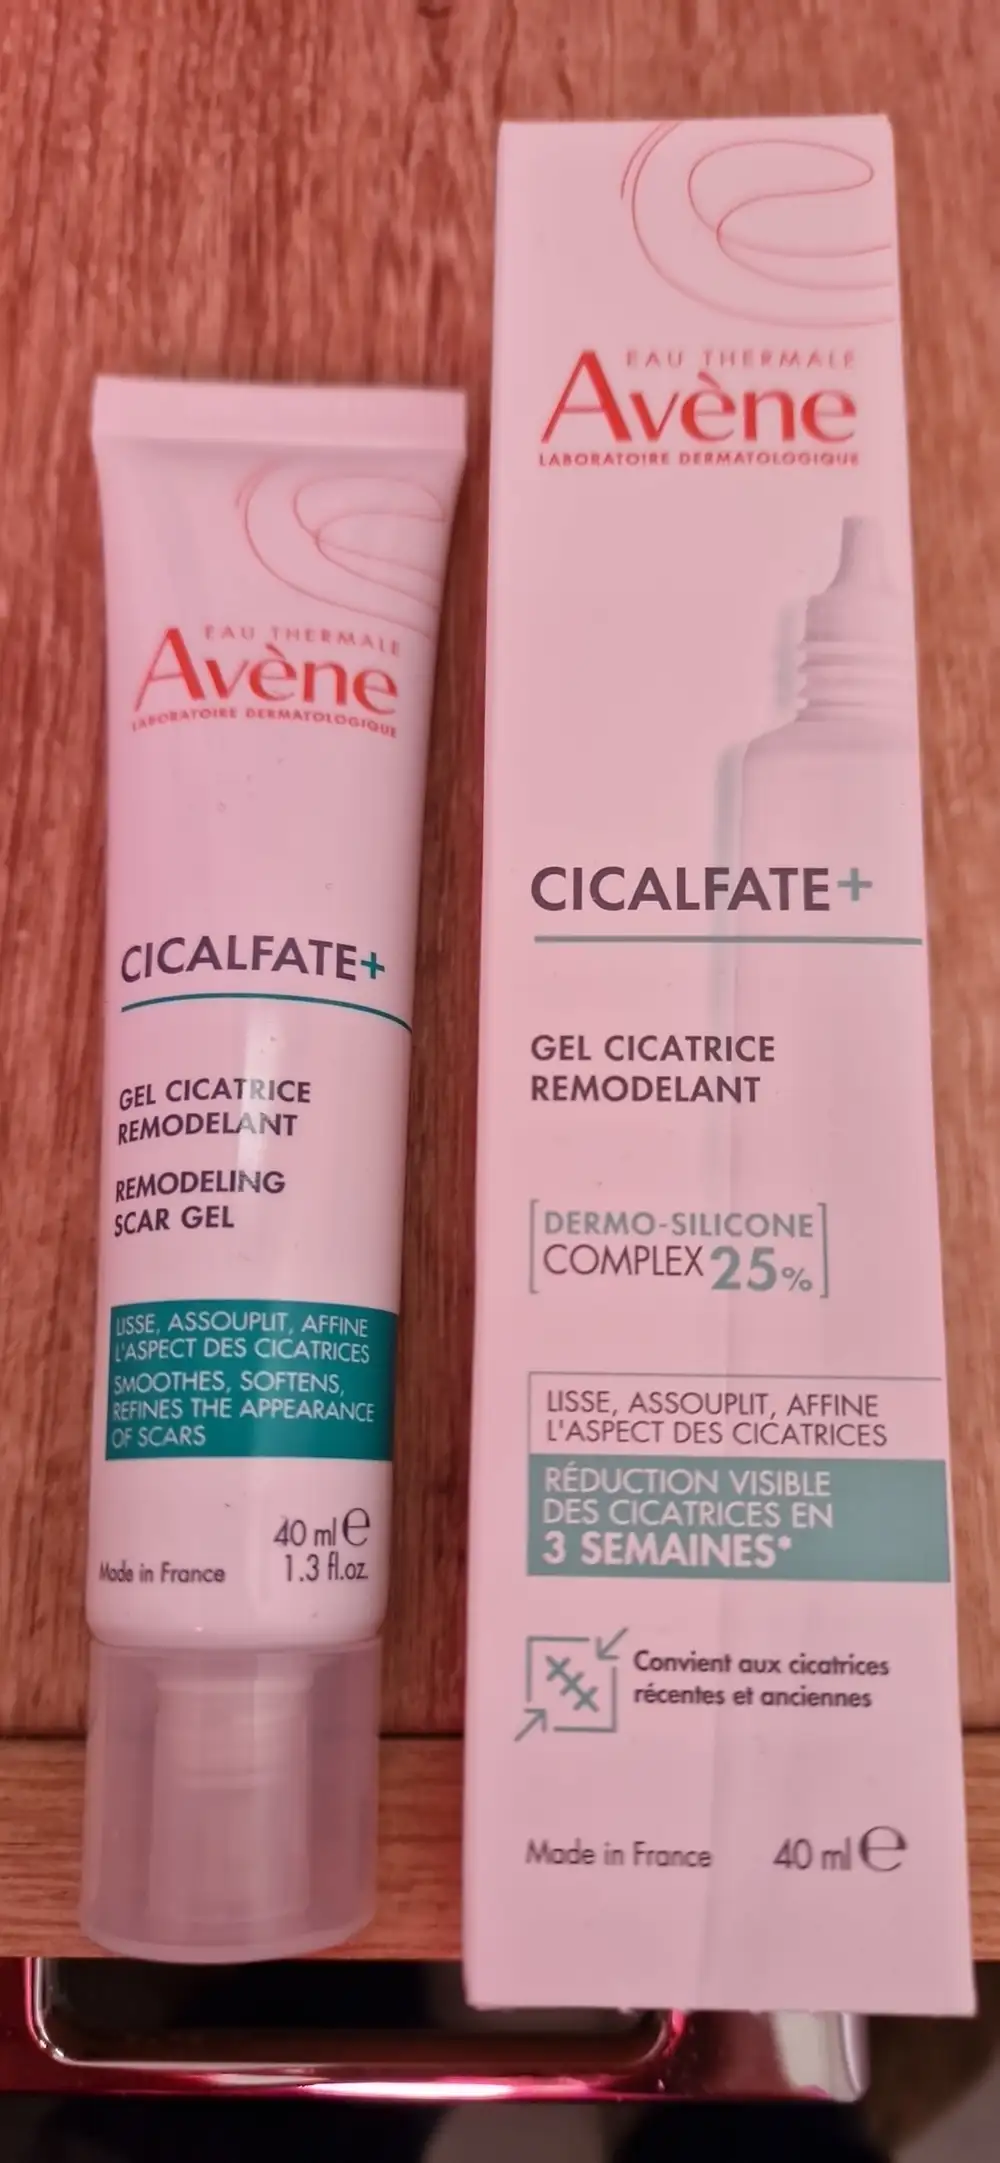 EAU THERMALE
Avène
LABORATOIRE DERMATOLOGIQUE
CICALFATE+
GEL CICATRICE
REMODELANT
REMODELING
SCAR GEL
LISSE, ASSOUPLIT, AFFINE
L'ASPECT DES CICATRICES
SMOOTHES, SOFTENS,
REFINES THE APPEARANCE
OF SCARS
40 ml e
Made in France
1.3 fl.oz.
EAU THERMALE
Avène
LABORATOIRE DERMATOLOGIQUE
CICALFATE+
GEL CICATRICE
REMODELANT
DERMO-SILICONE
COMPLEX 25%
LISSE, ASSOUPLIT, AFFINE
L'ASPECT DES CICATRICES
RÉDUCTION VISIBLE
DES CICATRICES EN
3 SEMAINES*
Convient aux cicatrices
récentes et anciennes
Made in France 40 ml e